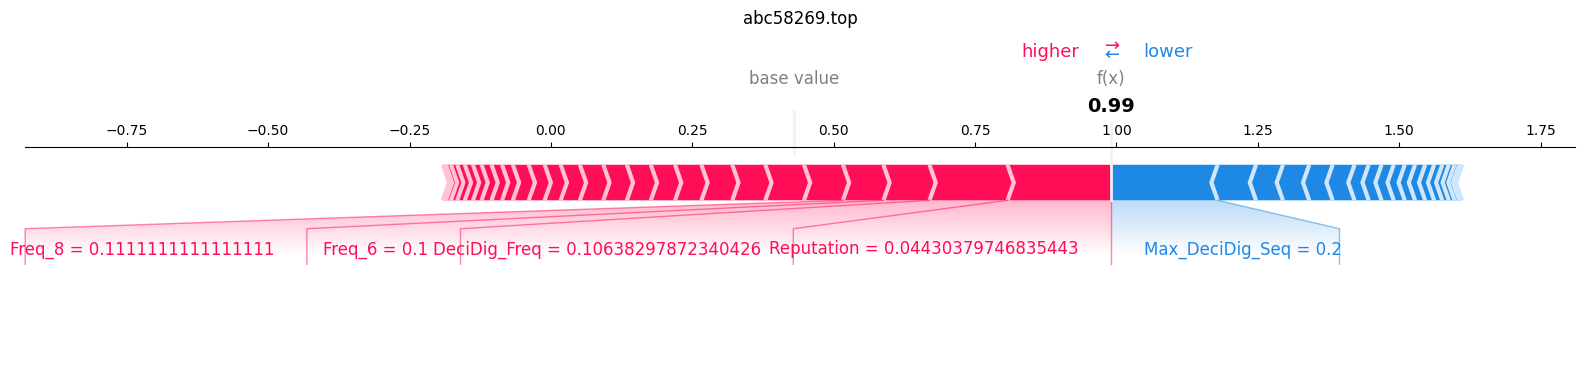 abc58269.top
higher → ← lower
base value f(x)
0.99
−0.75 −0.50 −0.25 0.00 0.25 0.50 0.75 1.00 1.25 1.50 1.75
Freq_8 = 0.1111111111111111 Freq_6 = 0.1 DeciDig_Freq = 0.10638297872340426 Reputation = 0.04430379746835443 Max_DeciDig_Seq = 0.2